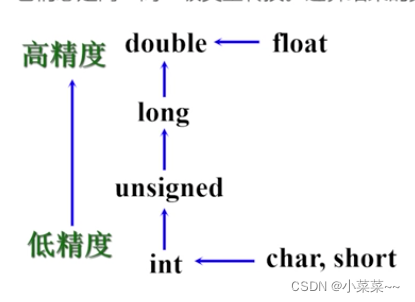 高精度 double float
long
unsigned
低精度 int char, short
CSDN @小菜菜~~